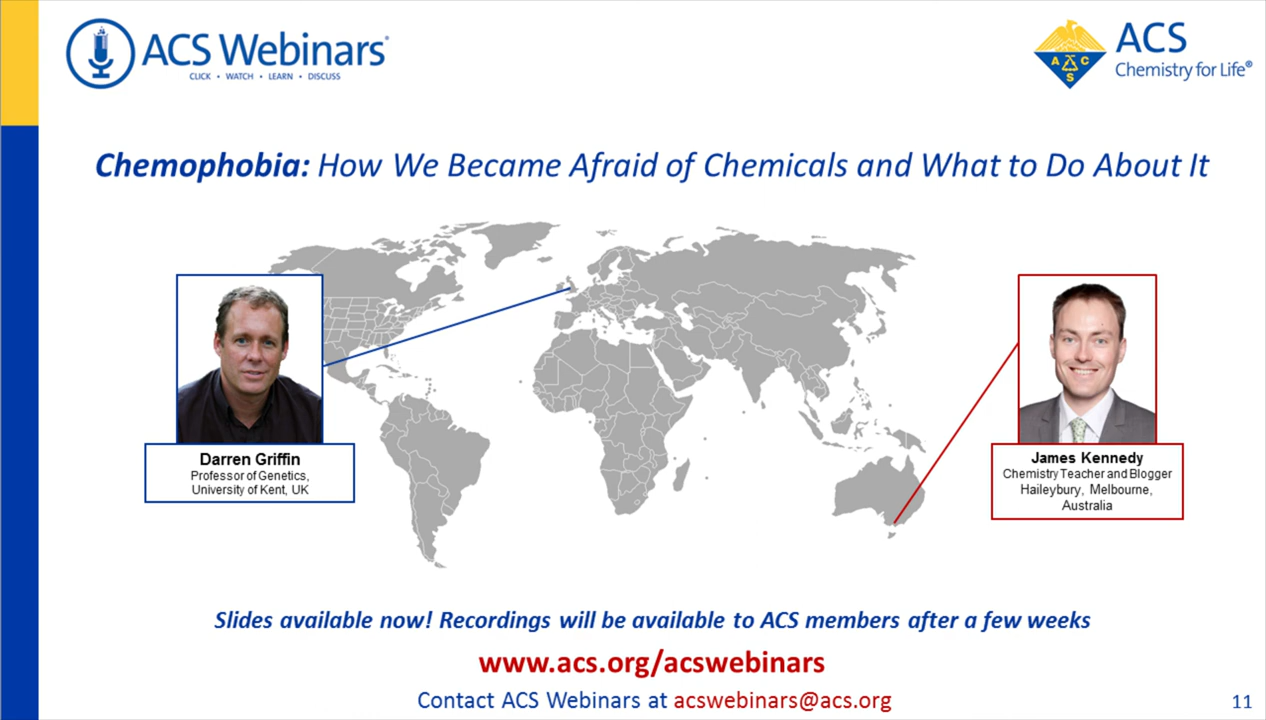 ACS Webinars®
CLICK • WATCH • LEARN • DISCUSS
ACS
Chemistry for Life®
A C S
Chemophobia: How We Became Afraid of Chemicals and What to Do About It
Darren Griffin
Professor of Genetics,
University of Kent, UK
James Kennedy
Chemistry Teacher and Blogger
Haileybury, Melbourne,
Australia
Slides available now! Recordings will be available to ACS members after a few weeks
www.acs.org/acswebinars
Contact ACS Webinars at acswebinars@acs.org
11